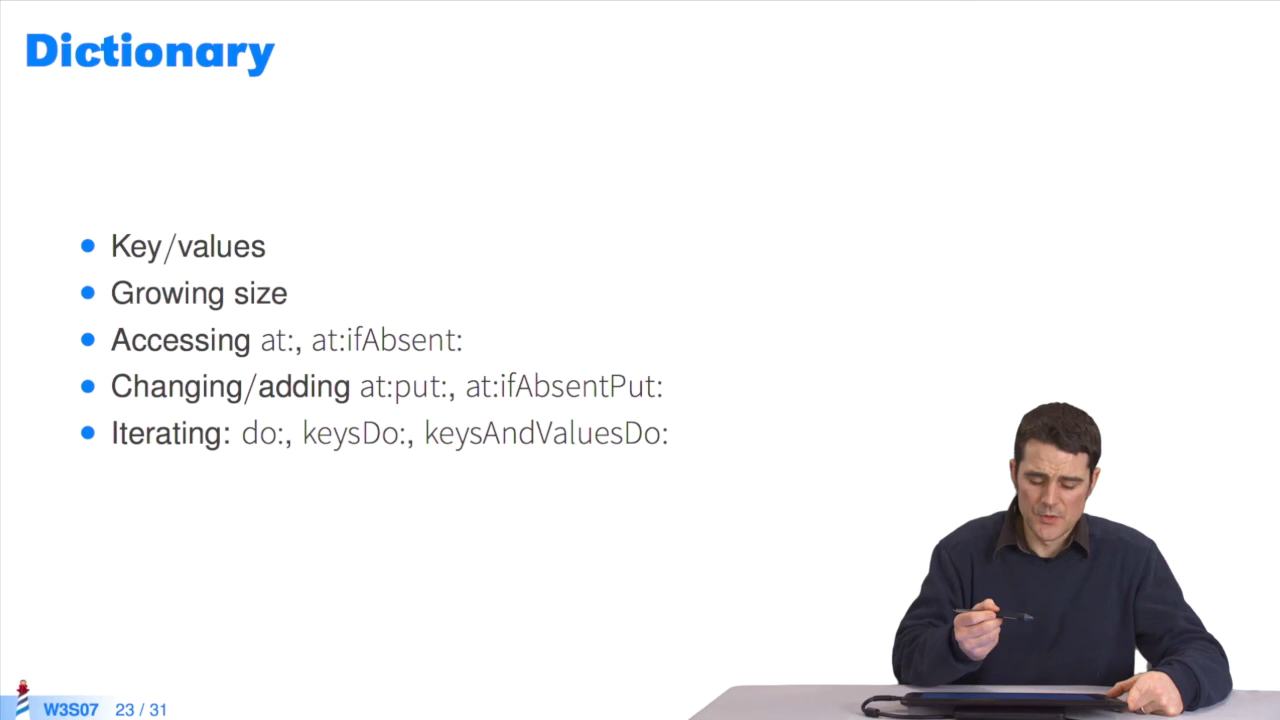 Dictionary
• Key/values
• Growing size
• Accessing at:, at:ifAbsent:
• Changing/adding at:put:, at:ifAbsentPut:
• Iterating: do:, keysDo:, keysAndValuesDo:
W3S07 23 / 31